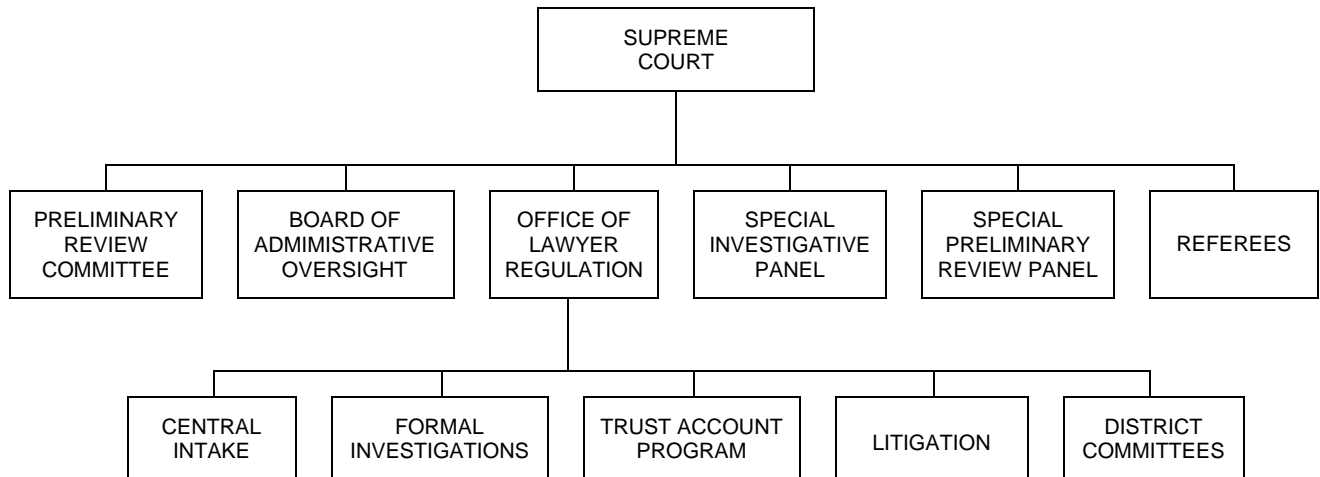 SUPREME
COURT
PRELIMINARY
REVIEW
COMMITTEE
BOARD OF
ADMIMISTRATIVE
OVERSIGHT
OFFICE OF
LAWYER
REGULATION
SPECIAL
INVESTIGATIVE
PANEL
SPECIAL
PRELIMINARY
REVIEW PANEL
REFEREES
CENTRAL
INTAKE
FORMAL
INVESTIGATIONS
TRUST ACCOUNT
PROGRAM
LITIGATION
DISTRICT
COMMITTEES